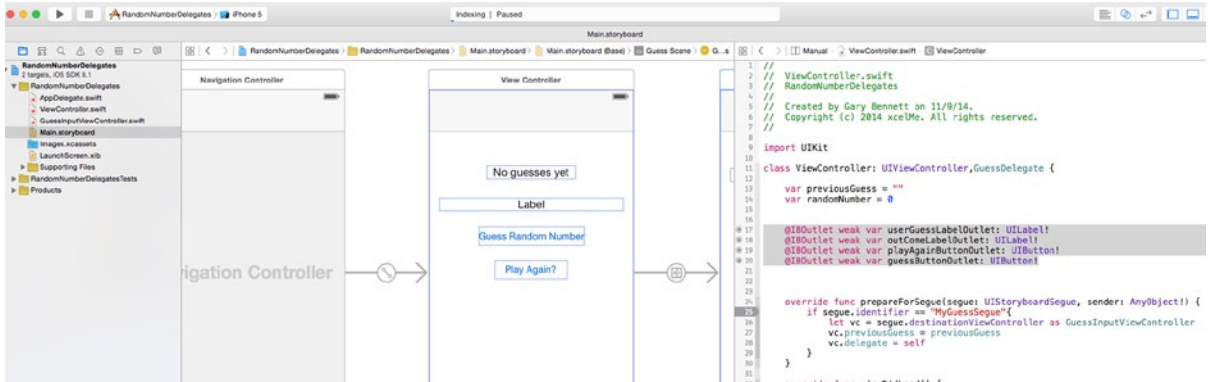 RandomNumberDelegates
iPhone 5
Indexing | Paused
Main.storyboard
RandomNumberDelegates
RandomNumberDelegates
Main.storyboard
Main.storyboard (Base)
Guess Scene
G...s
Manual
ViewController.swift
ViewController
RandomNumberDelegates
2 targets, iOS SDK 8.1
RandomNumberDelegates
AppDelegate.swift
ViewController.swift
GuessInputViewController.swift
Main.storyboard
Images.xcassets
LaunchScreen.xib
Supporting Files
RandomNumberDelegatesTests
Products
Navigation Controller
vigation Controller
View Controller
No guesses yet
Label
Guess Random Number
Play Again?
1 //
2 // ViewController.swift
3 // RandomNumberDelegates
4 //
5 // Created by Gary Bennett on 11/9/14.
6 // Copyright (c) 2014 xcelMe. All rights reserved.
7 //
8
9 import UIKit
10
11 class ViewController: UIViewController,GuessDelegate {
12
13 var previousGuess = ""
14 var randomNumber = 0
15
16
17 @IBOutlet weak var userGuessLabelOutlet: UILabel!
18 @IBOutlet weak var outComeLabelOutlet: UILabel!
19 @IBOutlet weak var playAgainButtonOutlet: UIButton!
20 @IBOutlet weak var guessButtonOutlet: UIButton!
21
22
23
24 override func prepareForSegue(segue: UIStoryboardSegue, sender: AnyObject!) {
25 if segue.identifier == "MyGuessSegue"{
26 let vc = segue.destinationViewController as GuessInputViewController
27 vc.previousGuess = previousGuess
28 vc.delegate = self
29 }
30 }
31